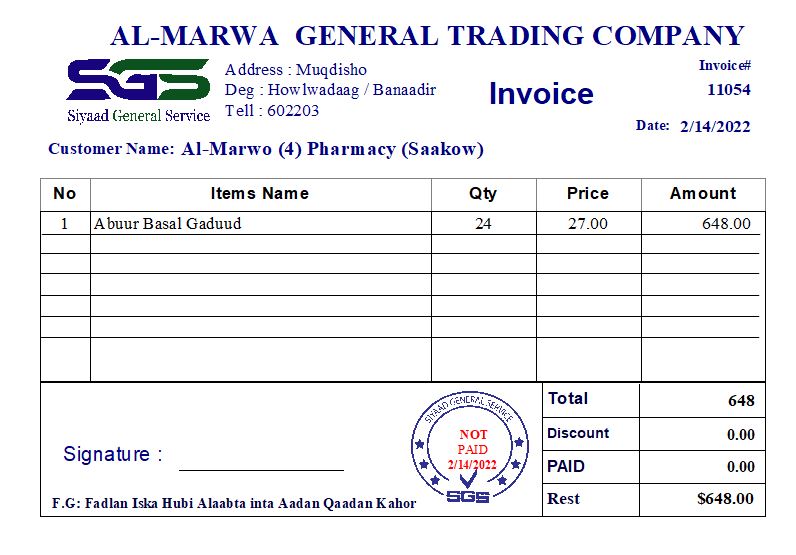 AL-MARWA GENERAL TRADING COMPANY
SGS
Siyaad General Service
Address : Muqdisho
Deg : Howlwadaag / Banaadir
Tell : 602203
Invoice
Invoice#
11054
Date: 2/14/2022
Customer Name: Al-Marwo (4) Pharmacy (Saakow)
No Items Name Qty Price Amount
1 Abuur Basal Gaduud 24 27.00 648.00
Total 648
Discount 0.00
PAID 0.00
Rest $648.00
SIYAAD GENERAL SERVICE
NOT
PAID
2/14/2022
SGS
Signature :
F.G: Fadlan Iska Hubi Alaabta inta Aadan Qaadan Kahor